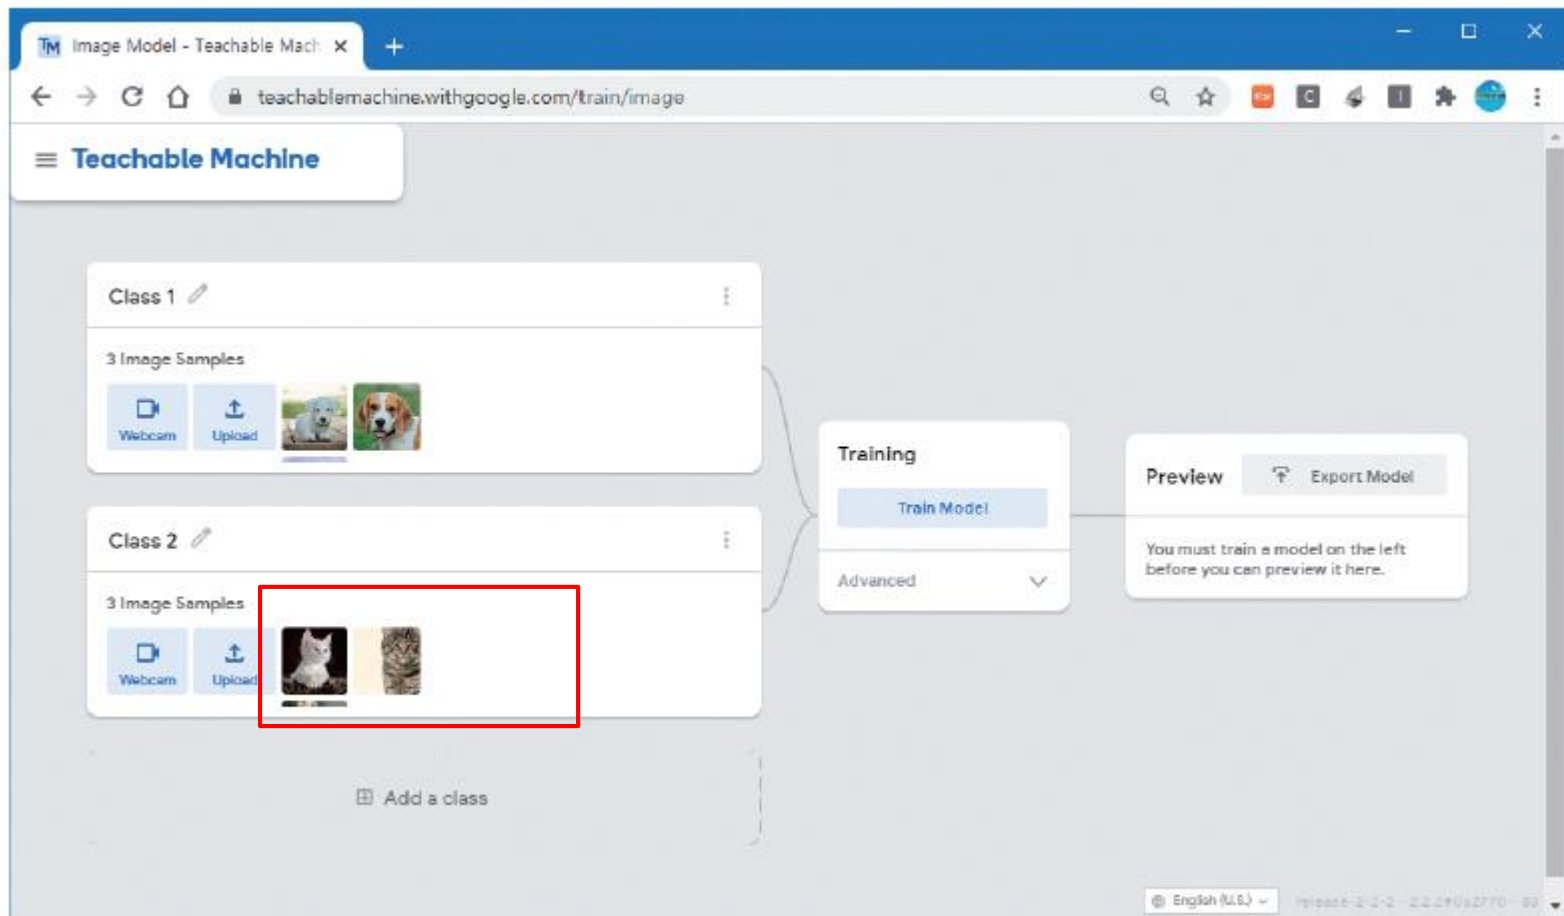 Image Model - Teachable Mach
teachablemachine.withgoogle.com/train/image
Teachable Machine
Class 1
3 Image Samples
Webcam
Upload
Class 2
3 Image Samples
Webcam
Upload
Add a class
Training
Train Model
Advanced
Preview
Export Model
You must train a model on the left
before you can preview it here.
English (U.S.)